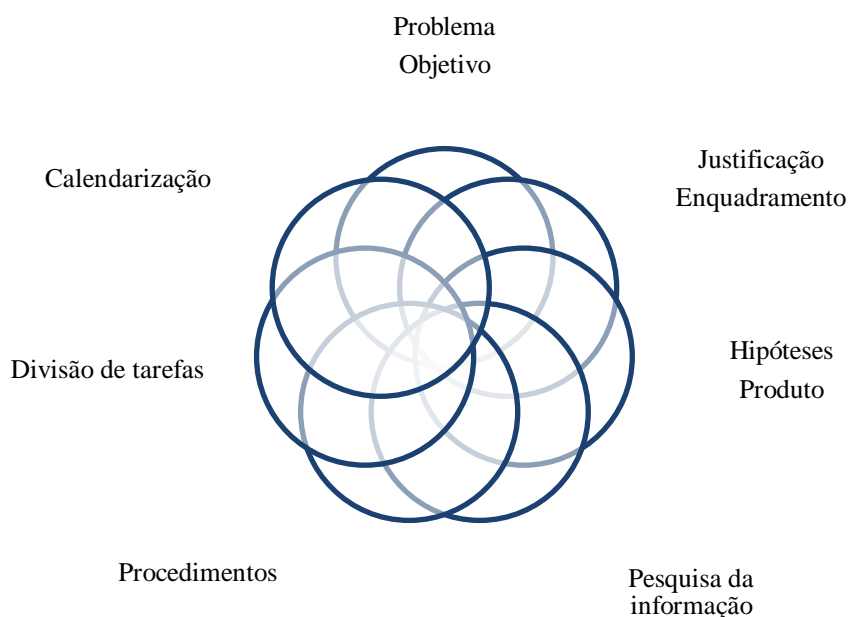 Problema
Objetivo
Justificação
Enquadramento
Hipóteses
Produto
Pesquisa da
informação
Procedimentos
Divisão de tarefas
Calendarização